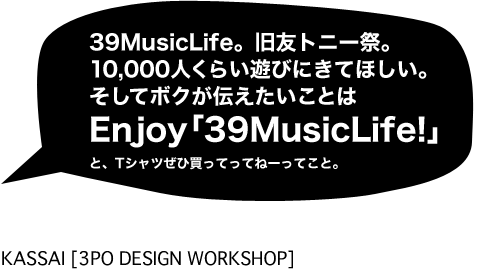 39MusicLife。旧友トニー祭。
10,000人くらい遊びにきてほしい。
そしてボクが伝えたいことは
Enjoy「39MusicLife!」
と、Tシャツぜひ買ってってねーってこと。
KASSAI [3PO DESIGN WORKSHOP]